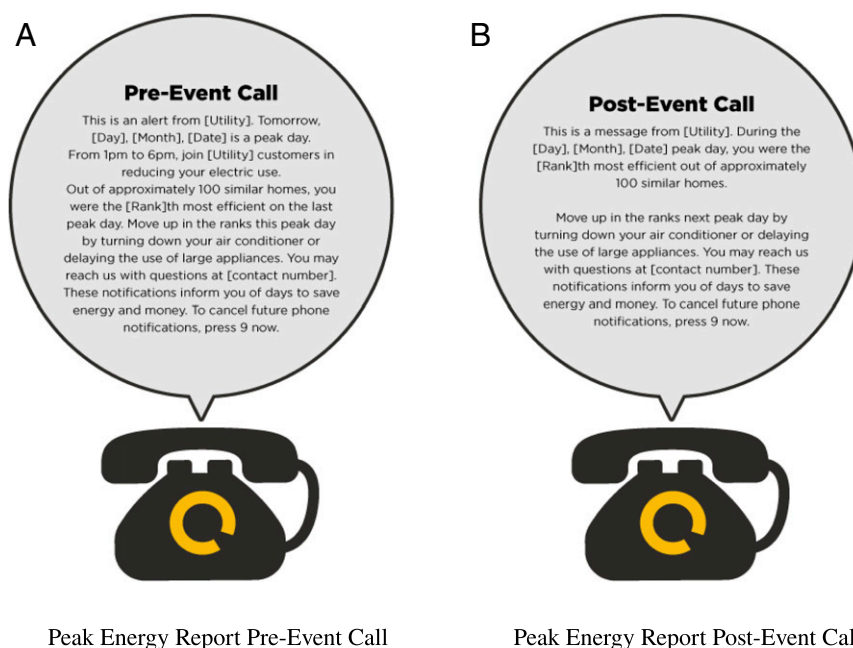 A
Pre-Event Call
This is an alert from [Utility]. Tomorrow,
[Day], [Month], [Date] is a peak day.
From 1pm to 6pm, join [Utility] customers in
reducing your electric use.
Out of approximately 100 similar homes, you
were the [Rank]th most efficient on the last
peak day. Move up in the ranks this peak day
by turning down your air conditioner or
delaying the use of large appliances. You may
reach us with questions at [contact number].
These notifications inform you of days to save
energy and money. To cancel future phone
notifications, press 9 now.
Peak Energy Report Pre-Event Call
B
Post-Event Call
This is a message from [Utility]. During the
[Day], [Month], [Date] peak day, you were the
[Rank]th most efficient out of approximately
100 similar homes.
Move up in the ranks next peak day by
turning down your air conditioner or delaying
the use of large appliances. You may reach us
with questions at [contact number]. These
notifications inform you of days to save
energy and money. To cancel future phone
notifications, press 9 now.
Peak Energy Report Post-Event Cal